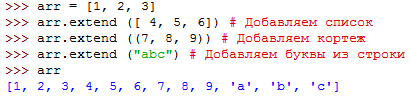 >>> arr = [1, 2, 3]
>>> arr.extend ([ 4, 5, 6]) # Добавляем список
>>> arr.extend ((7, 8, 9)) # Добавляем кортеж
>>> arr.extend ("abc") # Добавляем буквы из строки
>>> arr
[1, 2, 3, 4, 5, 6, 7, 8, 9, 'a', 'b', 'c']